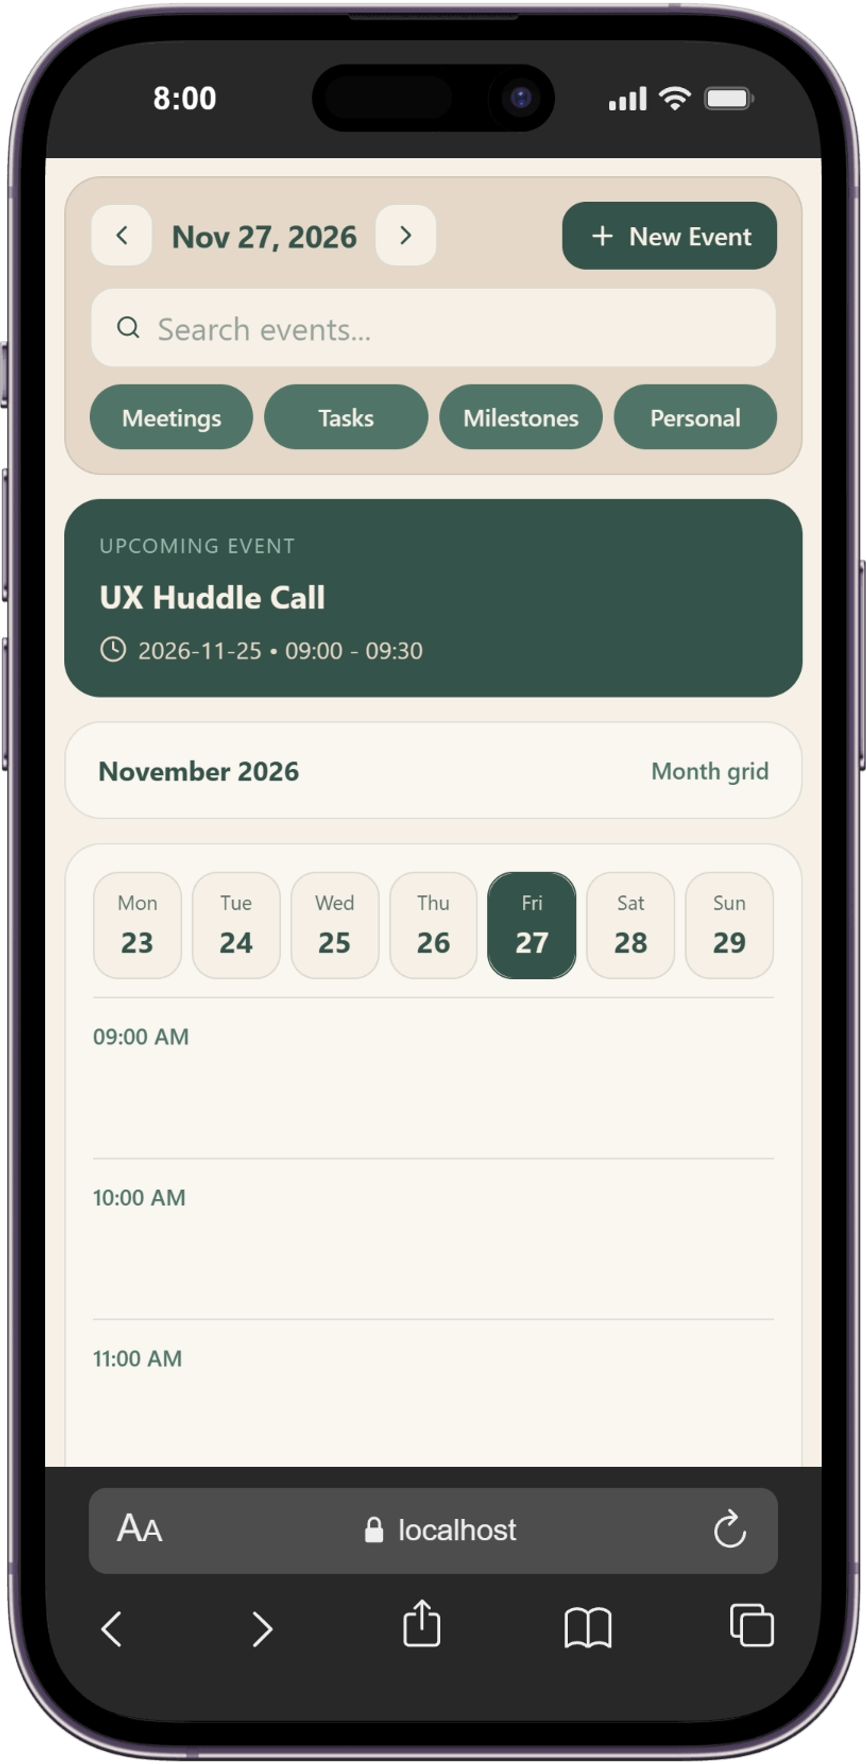 8:00
Nov 27, 2026
+ New Event
Search events...
Meetings Tasks Milestones Personal
UPCOMING EVENT
UX Huddle Call
2026-11-25 • 09:00 - 09:30
November 2026 Month grid
Mon Tue Wed Thu Fri Sat Sun
23 24 25 26 27 28 29
09:00 AM
10:00 AM
11:00 AM
AA localhost